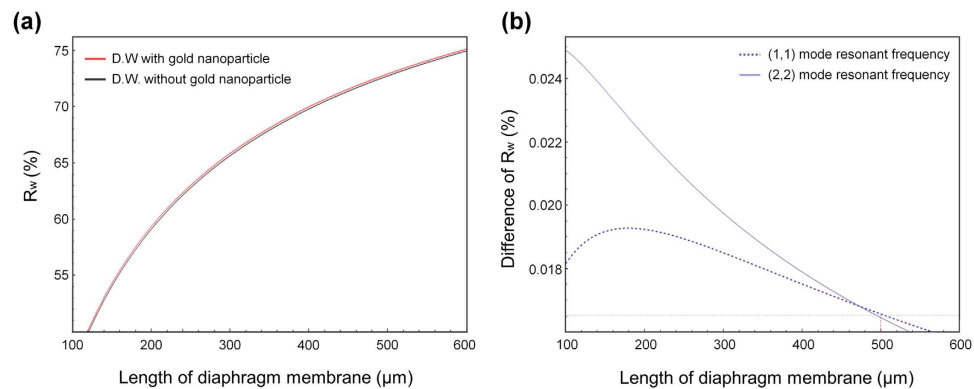 (a)
75
70
65
60
55
100 200 300 400 500 600
Rw (%)
Length of diaphragm membrane (μm)
D.W with gold nanoparticle
D.W. without gold nanoparticle
(b)
0.024
0.022
0.020
0.018
100 200 300 400 500 600
Difference of Rw (%)
Length of diaphragm membrane (μm)
(1,1) mode resonant frequency
(2,2) mode resonant frequency